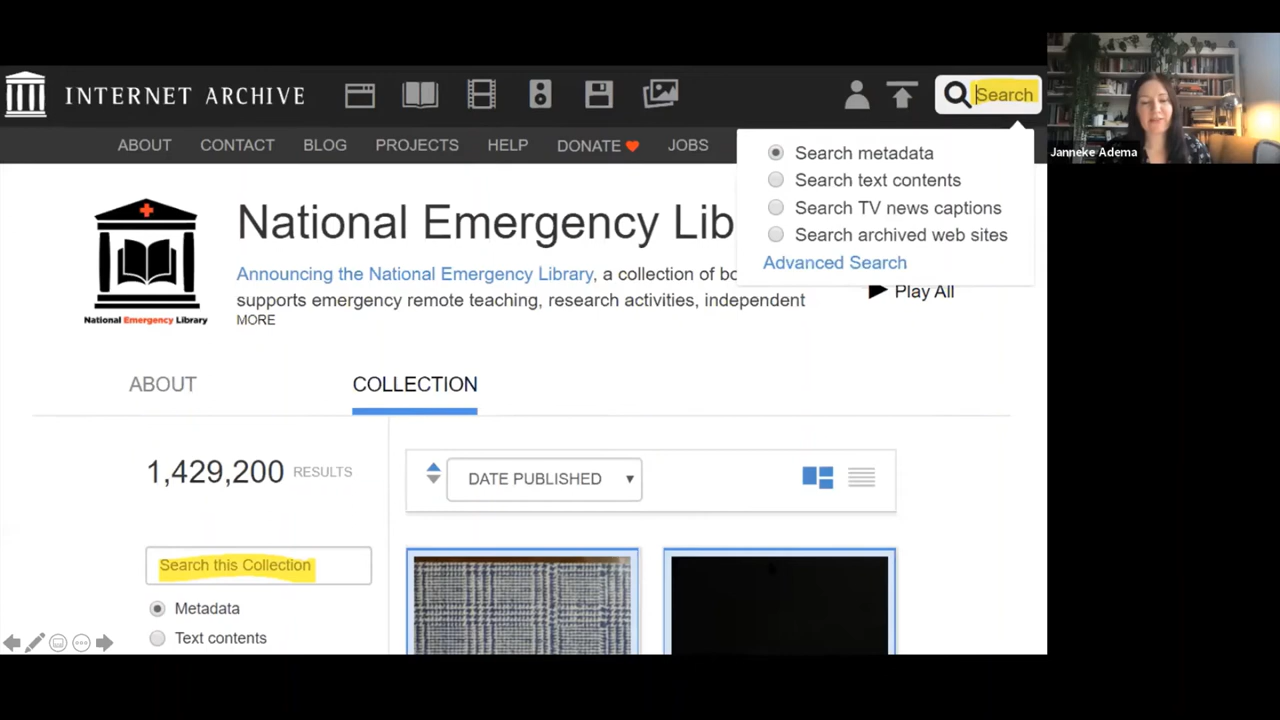 INTERNET ARCHIVE
Search
Janneke Adema
ABOUT CONTACT BLOG PROJECTS HELP DONATE JOBS
Search metadata
Search text contents
Search TV news captions
Search archived web sites
Advanced Search
National Emergency Library
National Emergency Lib
Announcing the National Emergency Library, a collection of bo
supports emergency remote teaching, research activities, independent
MORE
Play All
ABOUT COLLECTION
1,429,200 RESULTS
DATE PUBLISHED
Search this Collection
Metadata
Text contents